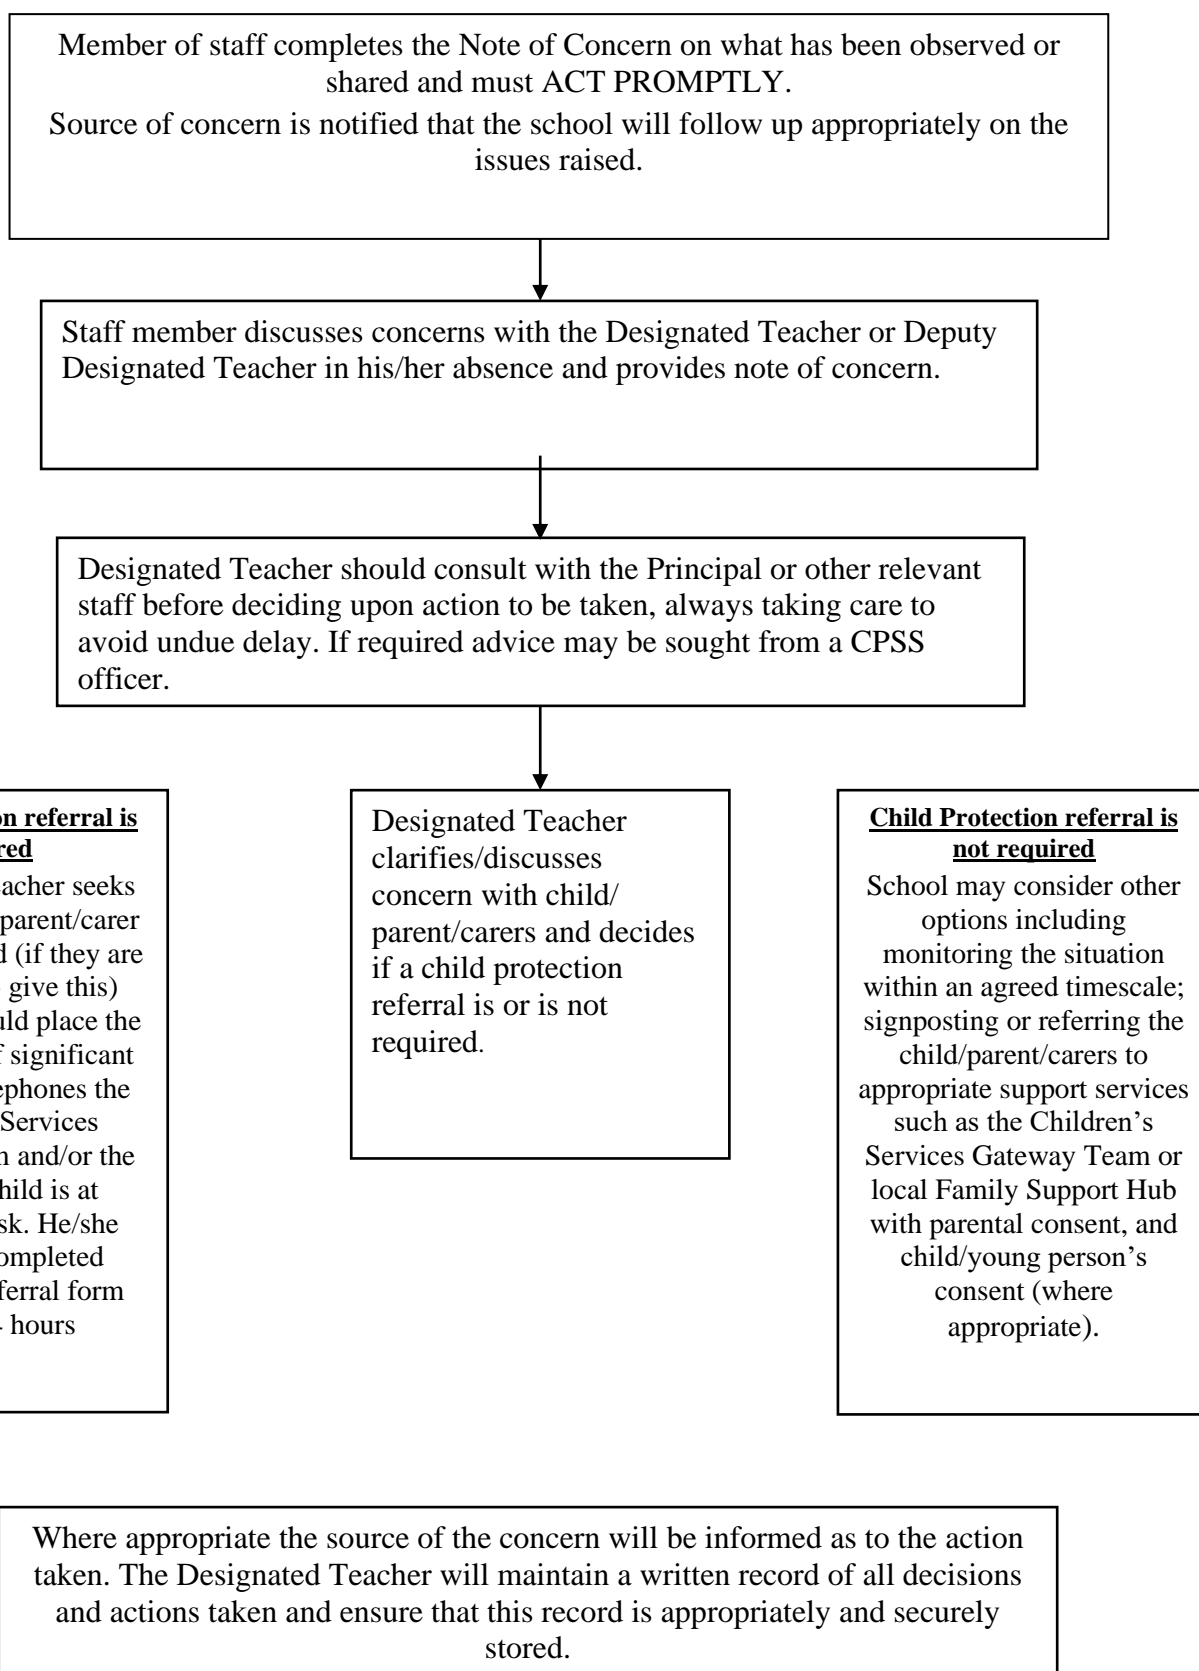 Member of staff completes the Note of Concern on what has been observed or
shared and must ACT PROMPTLY.
Source of concern is notified that the school will follow up appropriately on the
issues raised.
Staff member discusses concerns with the Designated Teacher or Deputy
Designated Teacher in his/her absence and provides note of concern.
Designated Teacher should consult with the Principal or other relevant
staff before deciding upon action to be taken, always taking care to
avoid undue delay. If required advice may be sought from a CPSS
officer.
referral is
seeks
parent/carer
(if they are
give this)
place the
significant
the
Services
and/or the
is at
He/she
form
hours
Designated Teacher
clarifies/discusses
concern with child/
parent/carers and decides
if a child protection
referral is or is not
required.
Child Protection referral is
not required
School may consider other
options including
monitoring the situation
within an agreed timescale;
signposting or referring the
child/parent/carers to
appropriate support services
such as the Children’s
Services Gateway Team or
local Family Support Hub
with parental consent, and
child/young person’s
consent (where
appropriate).
Where appropriate the source of the concern will be informed as to the action
taken. The Designated Teacher will maintain a written record of all decisions
and actions taken and ensure that this record is appropriately and securely
stored.